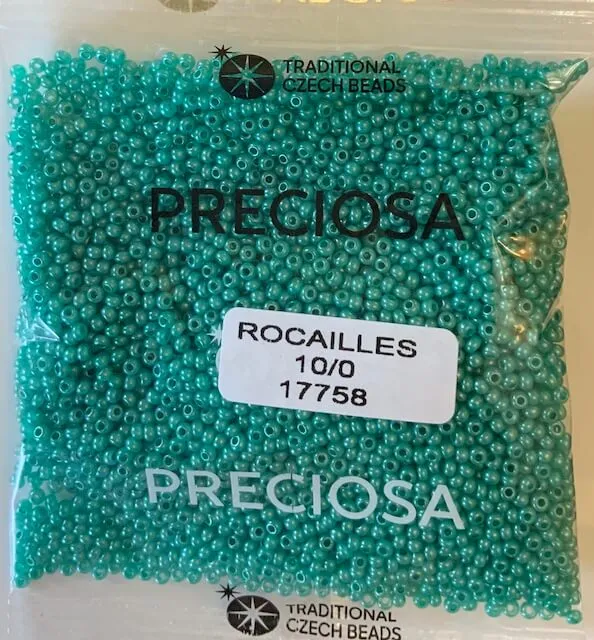 TRADITIONAL
CZECH BEADS
PRECIOSA
ROCAILLES
10/0
17758
PRECIOSA
TRADITIONAL
CZECH BEADS